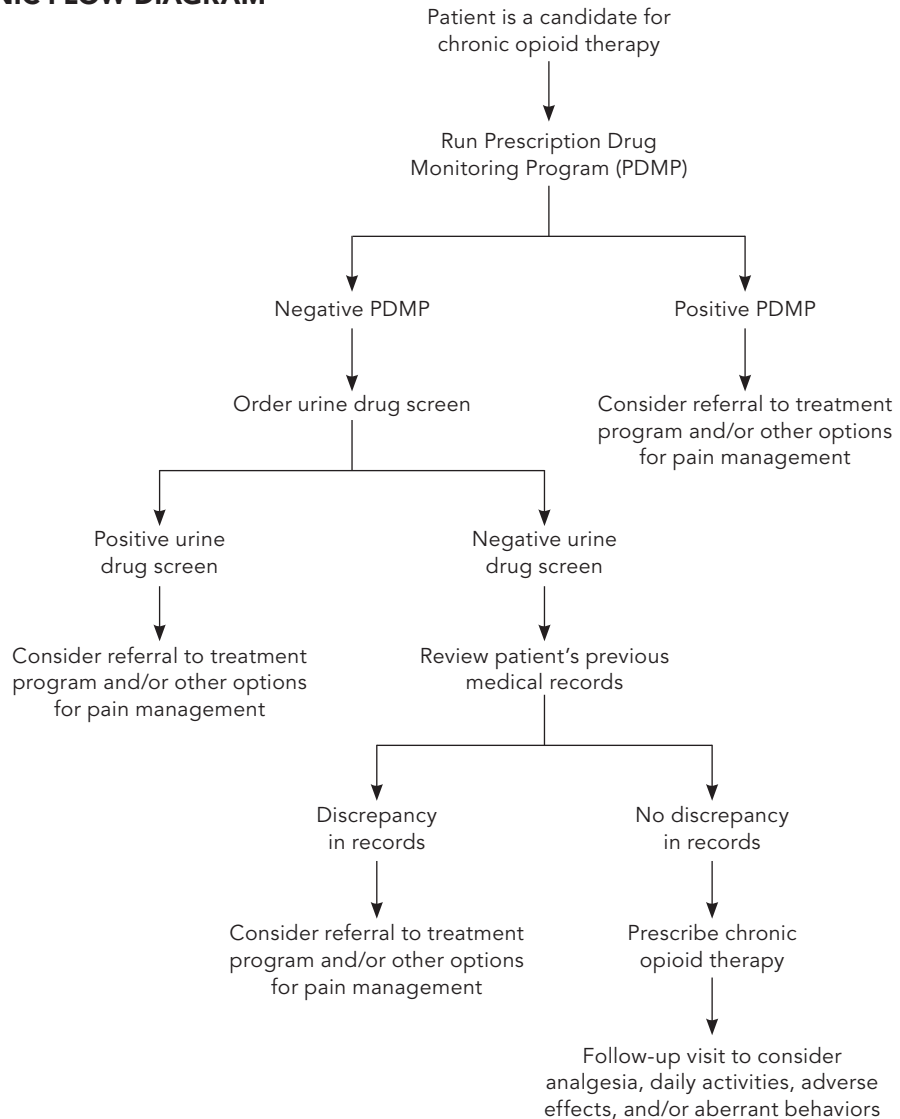 Patient is a candidate for
chronic opioid therapy
Run Prescription Drug
Monitoring Program (PDMP)
Negative PDMP
Positive PDMP
Order urine drug screen
Consider referral to treatment
program and/or other options
for pain management
Positive urine
drug screen
Negative urine
drug screen
Consider referral to treatment
program and/or other options
for pain management
Review patient's previous
medical records
Discrepancy
in records
No discrepancy
in records
Consider referral to treatment
program and/or other options
for pain management
Prescribe chronic
opioid therapy
Follow-up visit to consider
analgesia, daily activities, adverse
effects, and/or aberrant behaviors